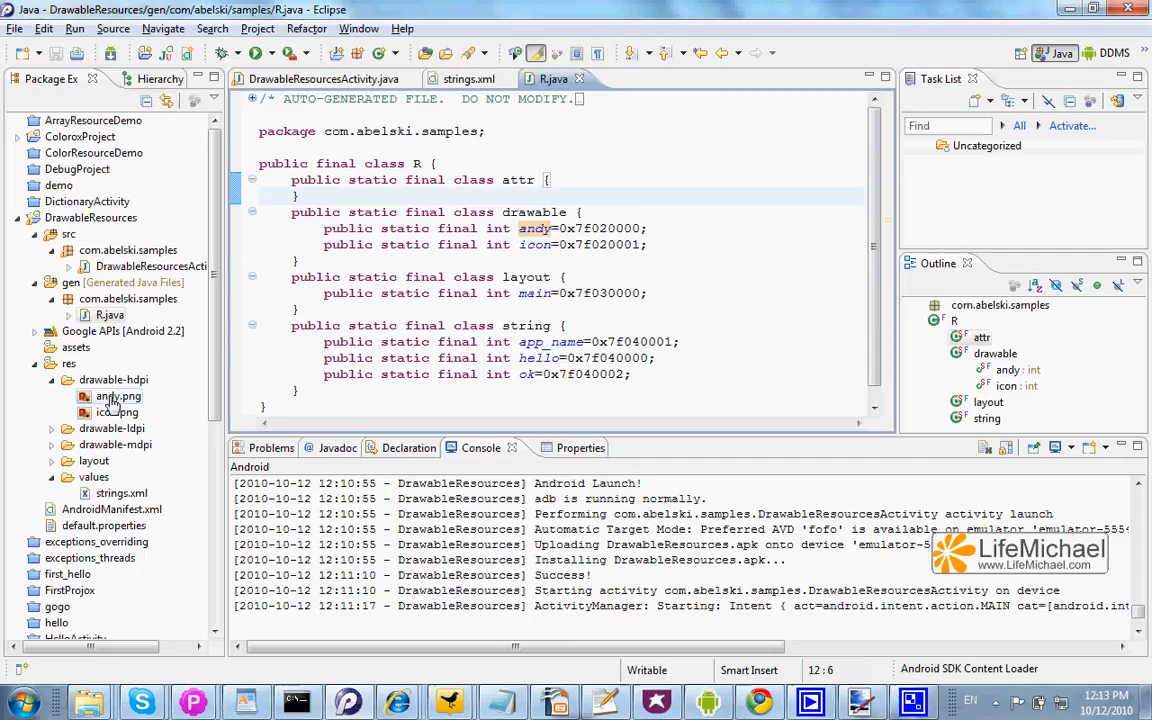 Java - DrawableResources/gen/com/abelski/samples/R.java - Eclipse
File Edit Run Source Navigate Search Project Refactor Window Help
Java DDMS
Package Ex Hierarchy
ArrayResourceDemo
ColoroxProject
ColorResourceDemo
DebugProject
demo
DictionaryActivity
DrawableResources
src
com.abelski.samples
DrawableResourcesActi
gen [Generated Java Files]
com.abelski.samples
R.java
Google APIs [Android 2.2]
assets
res
drawable-hdpi
andy.png
icon.png
drawable-ldpi
drawable-mdpi
layout
values
strings.xml
AndroidManifest.xml
default.properties
exceptions_overriding
exceptions_threads
first_hello
FirstProjox
gogo
hello
HelloActivity
DrawableResourcesActivity.java strings.xml R.java
/* AUTO-GENERATED FILE. DO NOT MODIFY.
package com.abelski.samples;
public final class R {
public static final class attr {
}
public static final class drawable {
public static final int andy=0x7f020000;
public static final int icon=0x7f020001;
}
public static final class layout {
public static final int main=0x7f030000;
}
public static final class string {
public static final int app_name=0x7f040001;
public static final int hello=0x7f040000;
public static final int ok=0x7f040002;
}
}
Task List
Find All Activate...
Uncategorized
Outline
com.abelski.samples
R
attr
drawable
andy : int
icon : int
layout
string
Problems Javadoc Declaration Console Properties
Android
[2010-10-12 12:10:55 - DrawableResources] Android Launch!
[2010-10-12 12:10:55 - DrawableResources] adb is running normally.
[2010-10-12 12:10:55 - DrawableResources] Performing com.abelski.samples.DrawableResourcesActivity activity launch
[2010-10-12 12:10:55 - DrawableResources] Automatic Target Mode: Preferred AVD 'fofo' is available on emulator 'emulator-5554
[2010-10-12 12:10:55 - DrawableResources] Uploading DrawableResources.apk onto device 'emulator-5
[2010-10-12 12:10:55 - DrawableResources] Installing DrawableResources.apk...
[2010-10-12 12:11:10 - DrawableResources] Success!
[2010-10-12 12:11:10 - DrawableResources] Starting activity com.abelski.samples.DrawableResourcesActivity on device
[2010-10-12 12:11:17 - DrawableResources] ActivityManager: Starting: Intent { act=android.intent.action.MAIN cat=[android.int
LifeMichael
www.LifeMichael.com
Writable Smart Insert 12 : 6 Android SDK Content Loader
EN
12:13 PM
10/12/2010